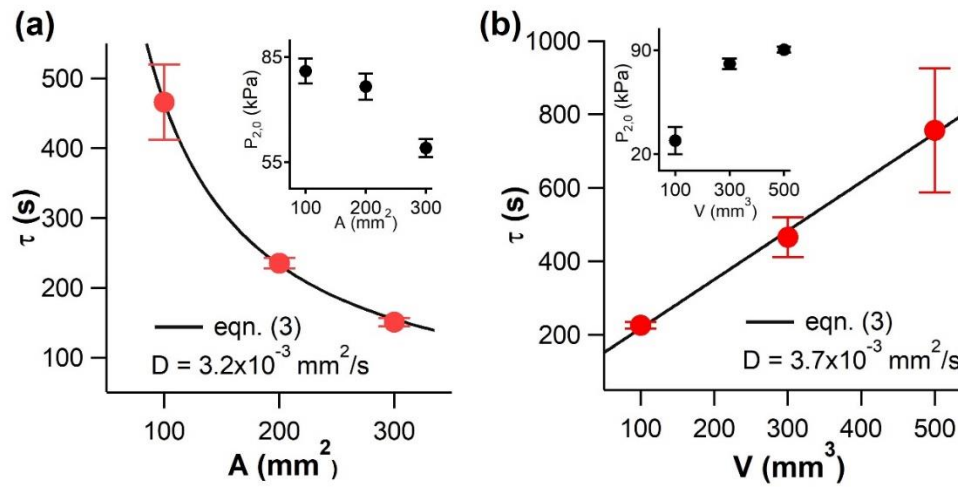 (a)
τ (s)
500
400
300
200
100
P2,0 (kPa)
85
55
100 200 300
A (mm²)
eqn. (3)
D = 3.2x10⁻³ mm²/s
100 200 300
A (mm²)
(b)
τ (s)
1000
800
600
400
200
P2,0 (kPa)
90
20
100 300 500
V (mm³)
eqn. (3)
D = 3.7x10⁻³ mm²/s
100 200 300 400 500
V (mm³)